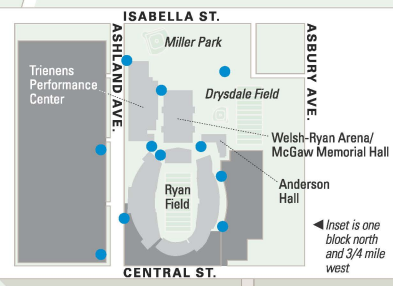 ISABELLA ST.
Miller Park
ASHLAND AVE.
ASBURY AVE.
Trienens
Performance
Center
Drysdale Field
Welsh-Ryan Arena/
McGaw Memorial Hall
Anderson
Hall
Ryan
Field
◀ Inset is one
block north
and 3/4 mile
west
CENTRAL ST.